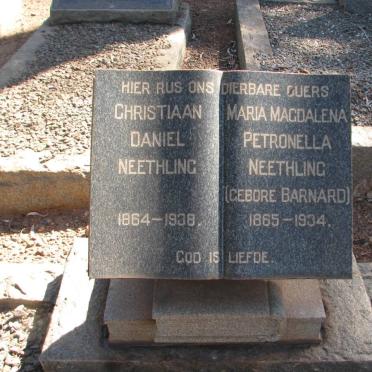 HIER RUS ONS DIERBARE OUERS
CHRISTIAAN
DANIEL
NEETHLING
1864-1938.
MARIA MAGDALENA
PETRONELLA
NEETHLING
(GEBORE BARNARD)
1865-1934.
GOD IS LIEFDE.